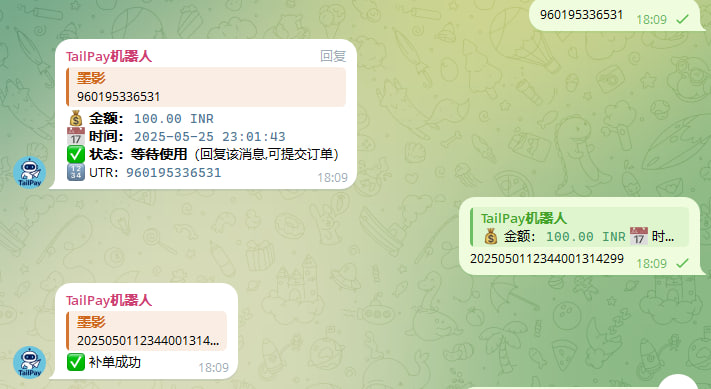 960195336531 18:09
TailPay机器人 回复
墨影
960195336531
💰 金额： 100.00 INR
📅 时间： 2025-05-25 23:01:43
✅ 状态：等待使用（回复该消息,可提交订单）
🔢 UTR：960195336531
18:09
TailPay
TailPay机器人
💰 金额： 100.00 INR 📅 时...
2025050112344001314299 18:09
TailPay机器人
墨影
2025050112344001314...
✅ 补单成功
18:09
TailPay